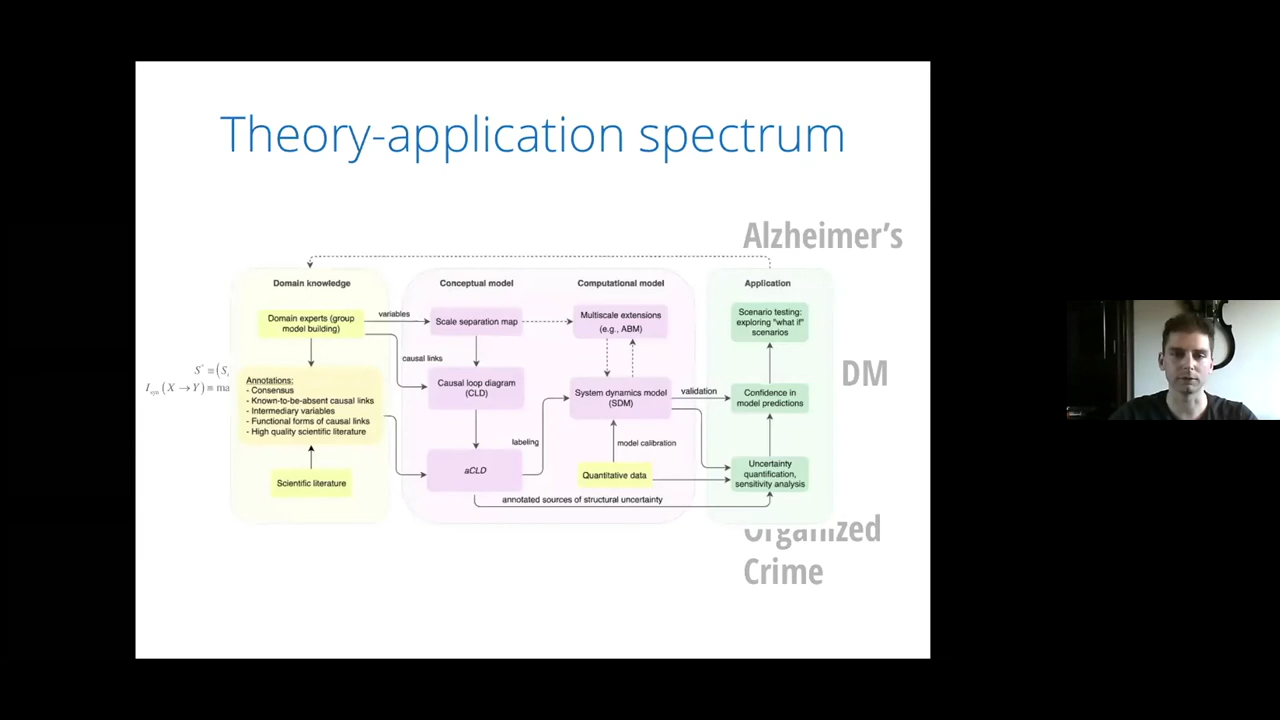 Theory-application spectrum
Alzheimer's
Domain knowledge
Conceptual model
Computational model
Application
Domain experts (group
model building)
variables
Scale separation map
Multiscale extensions
(e.g., ABM)
Scenario testing:
exploring "what if"
scenarios
causal links
Annotations:
- Consensus
- Known-to-be-absent causal links
- Intermediary variables
- Functional forms of causal links
- High quality scientific literature
Causal loop diagram
(CLD)
System dynamics model
(SDM)
validation
Confidence in
model predictions
DM
labeling
model calibration
Scientific literature
aCLD
Quantitative data
Uncertainty
quantification,
sensitivity analysis
annotated sources of structural uncertainty
Organized
Crime